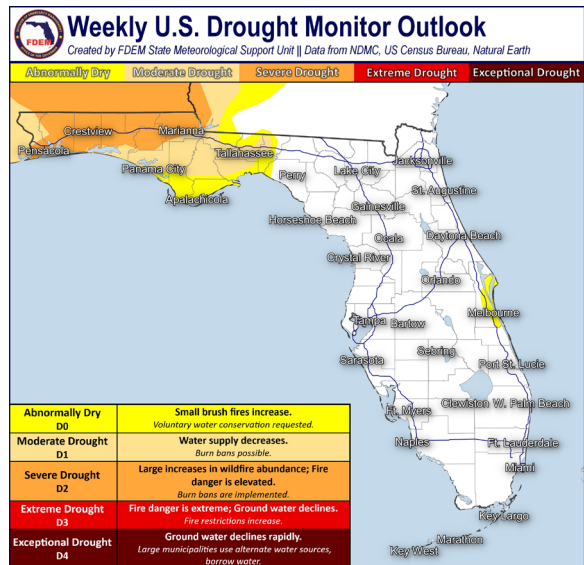 FDEM
Weekly U.S. Drought Monitor Outlook
Created by FDEM State Meteorological Support Unit || Data from NDMC, US Census Bureau, Natural Earth
Abnormally Dry Moderate Drought Severe Drought Extreme Drought Exceptional Drought
Crestview
Marianna
Pensacola
Panama City
Tallahassee
Apalachicola
Perry
Lake City
Jacksonville
St. Augustine
Gainesville
Horseshoe Beach
Ocala
Daytona Beach
Crystal River
Orlando
Melbourne
Tampa
Bartow
Sarasota
Sebring
Port St. Lucie
Ft. Myers
Clewiston
W. Palm Beach
Naples
Ft. Lauderdale
Miami
Key Largo
Marathon
Key West
Abnormally Dry
D0
Small brush fires increase.
Voluntary water conservation requested.
Moderate Drought
D1
Water supply decreases.
Burn bans possible.
Severe Drought
D2
Large increases in wildfire abundance; Fire
danger is elevated.
Burn bans are implemented.
Extreme Drought
D3
Fire danger is extreme; Ground water declines.
Fire restrictions increase.
Exceptional Drought
D4
Ground water declines rapidly.
Large municipalities use alternate water sources,
borrow water.